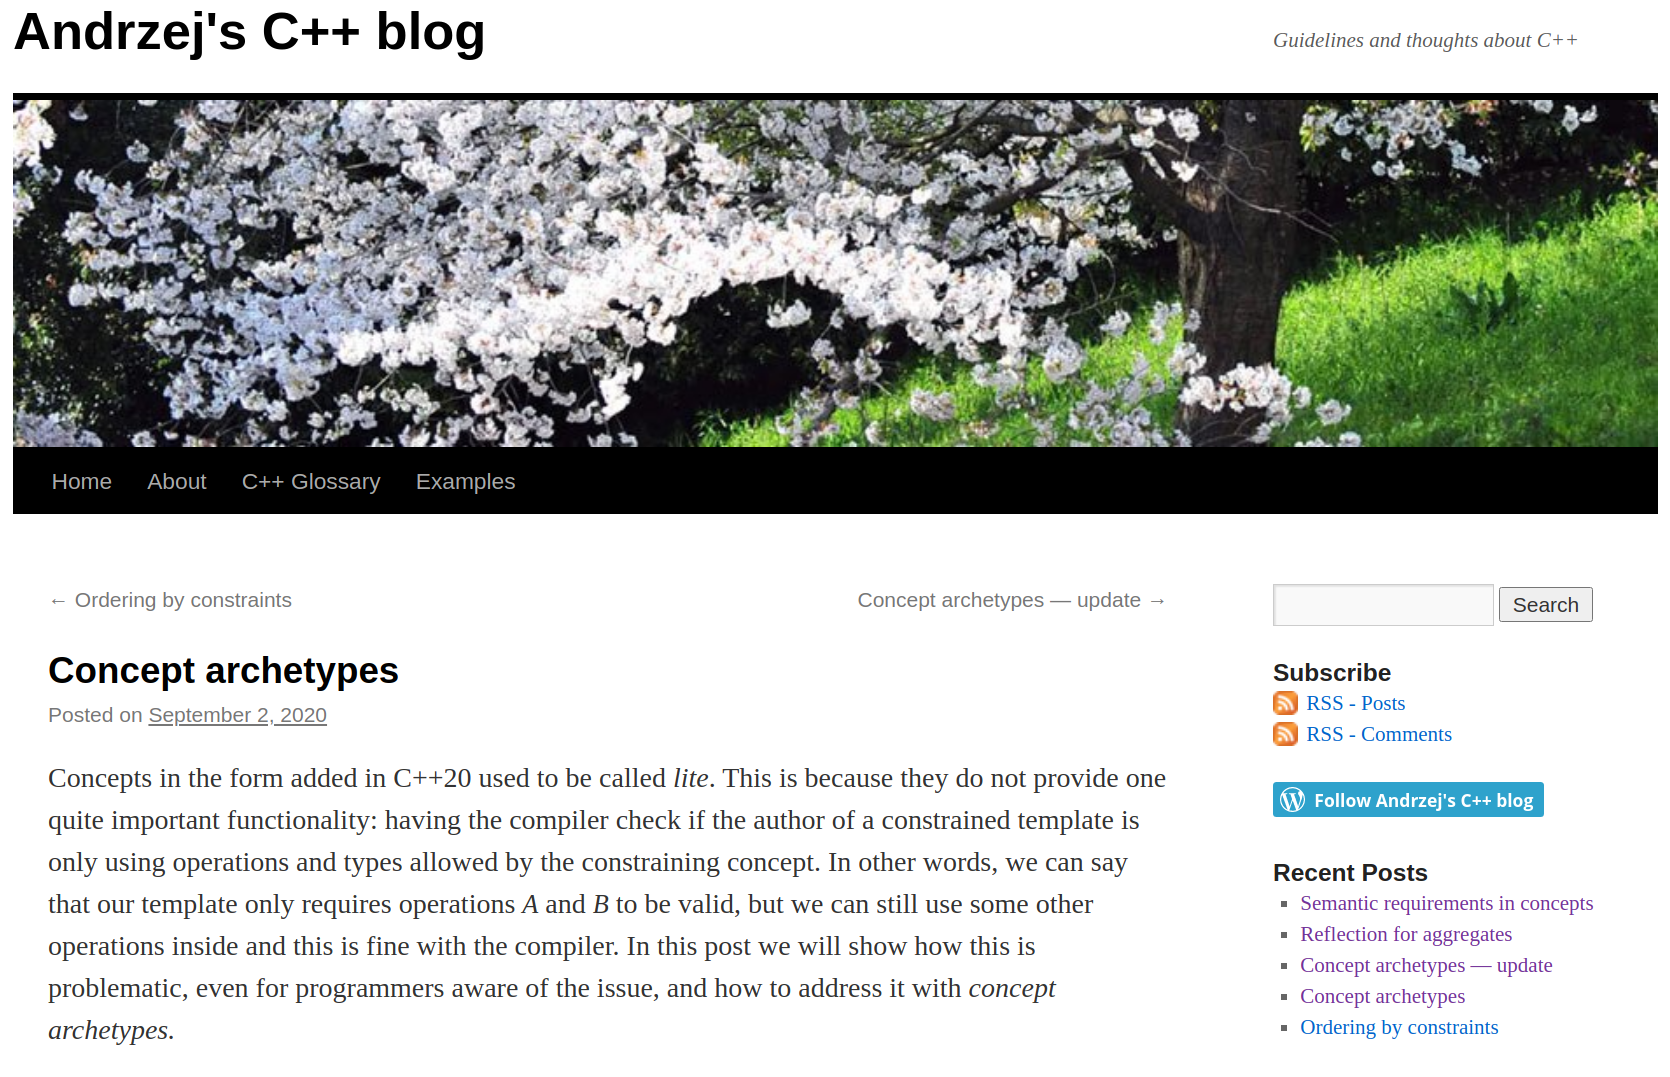 Andrzej's C++ blog
Guidelines and thoughts about C++
Home About C++ Glossary Examples
← Ordering by constraints
Concept archetypes — update →
Concept archetypes
Posted on September 2, 2020
Concepts in the form added in C++20 used to be called lite. This is because they do not provide one
quite important functionality: having the compiler check if the author of a constrained template is
only using operations and types allowed by the constraining concept. In other words, we can say
that our template only requires operations A and B to be valid, but we can still use some other
operations inside and this is fine with the compiler. In this post we will show how this is
problematic, even for programmers aware of the issue, and how to address it with concept
archetypes.
Search
Subscribe
RSS - Posts
RSS - Comments
Follow Andrzej's C++ blog
Recent Posts
Semantic requirements in concepts
Reflection for aggregates
Concept archetypes — update
Concept archetypes
Ordering by constraints